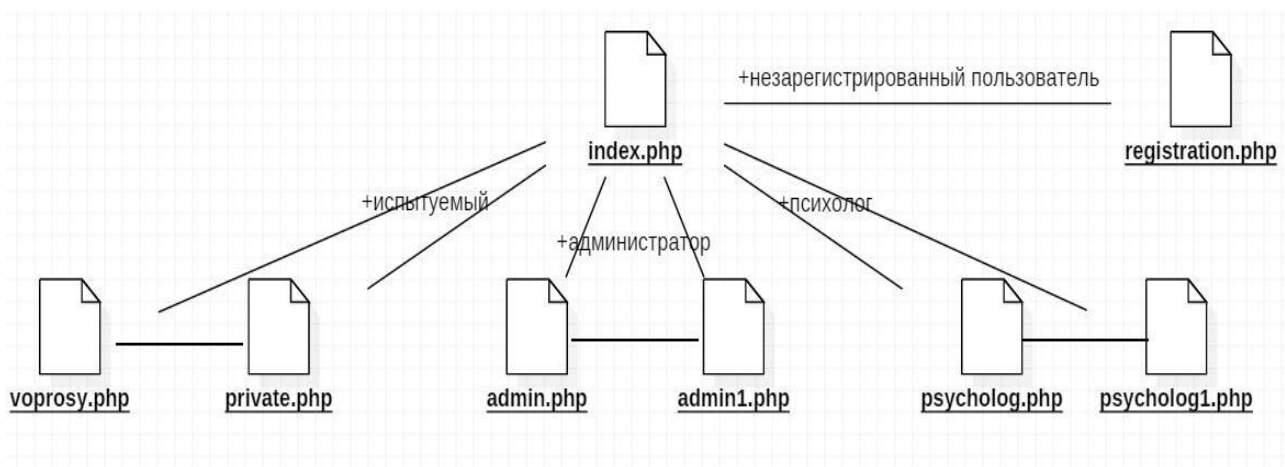 +незарегистрированный пользователь
index.php
registration.php
+испытуемый
+психолог
+администратор
voprosy.php
private.php
admin.php
admin1.php
psycholog.php
psycholog1.php